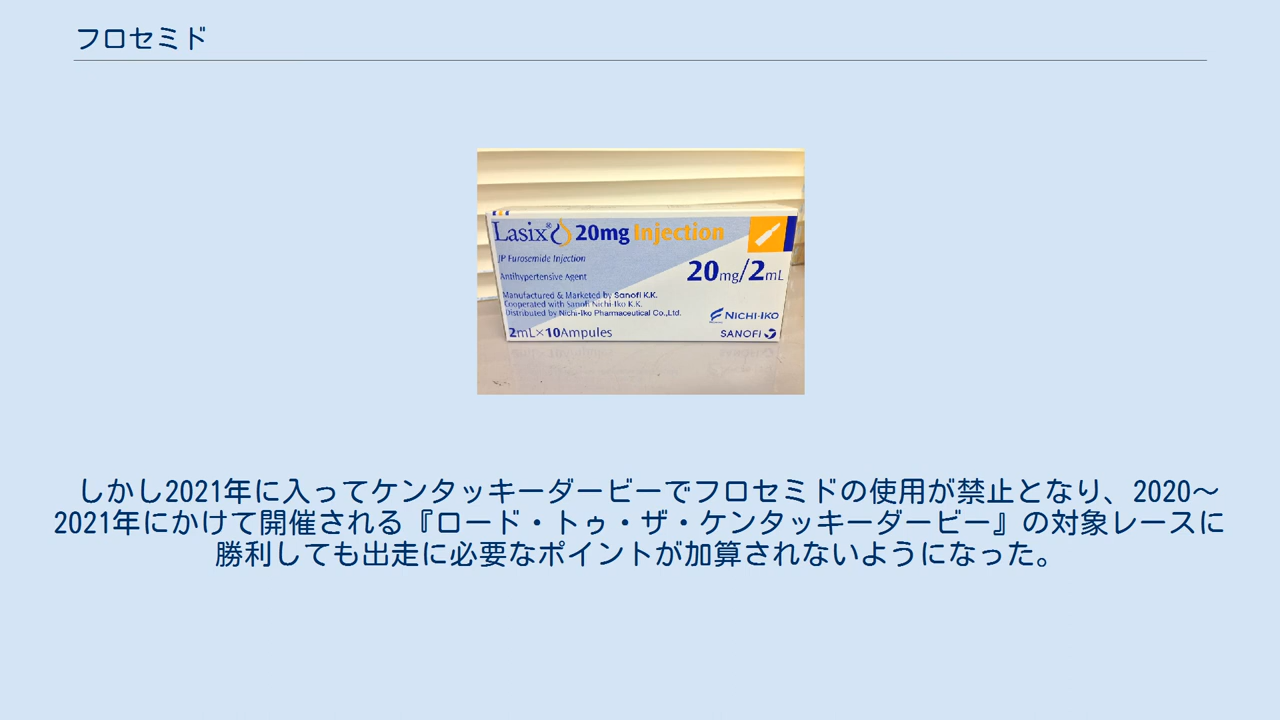 フロセミド
Lasix® 20mg Injection
JP Furosemide Injection
Antihypertensive Agent
20mg/2mL
Manufactured & Marketed by Sanofi K.K.
Cooperated with Sanofi Nichi-Iko K.K.
Distributed by Nichi-Iko Pharmaceutical Co.,Ltd.
NICHI-IKO
2mL×10Ampules
SANOFI
しかし2021年に入ってケンタッキーダービーでフロセミドの使用が禁止となり、2020～
2021年にかけて開催される『ロード・トゥ・ザ・ケンタッキーダービー』の対象レースに
勝利しても出走に必要なポイントが加算されないようになった。